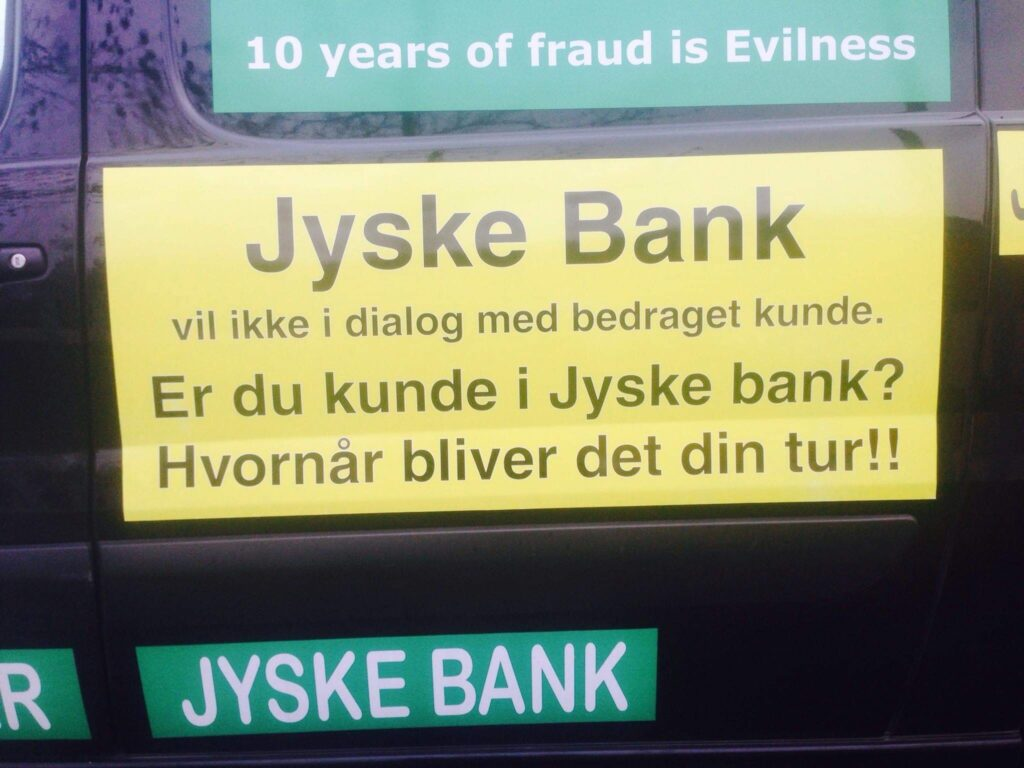 10 years of fraud is Evilness
Jyske Bank
vil ikke i dialog med bedraget kunde.
Er du kunde i Jyske bank?
Hvornår bliver det din tur!!
R JYSKE BANK